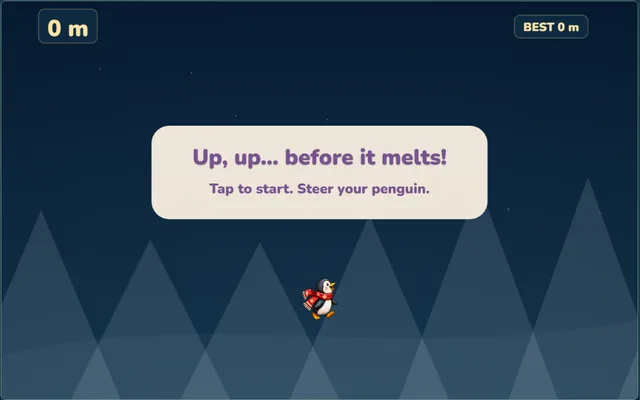 0 m
BEST 0 m
Up, up... before it melts!
Tap to start. Steer your penguin.